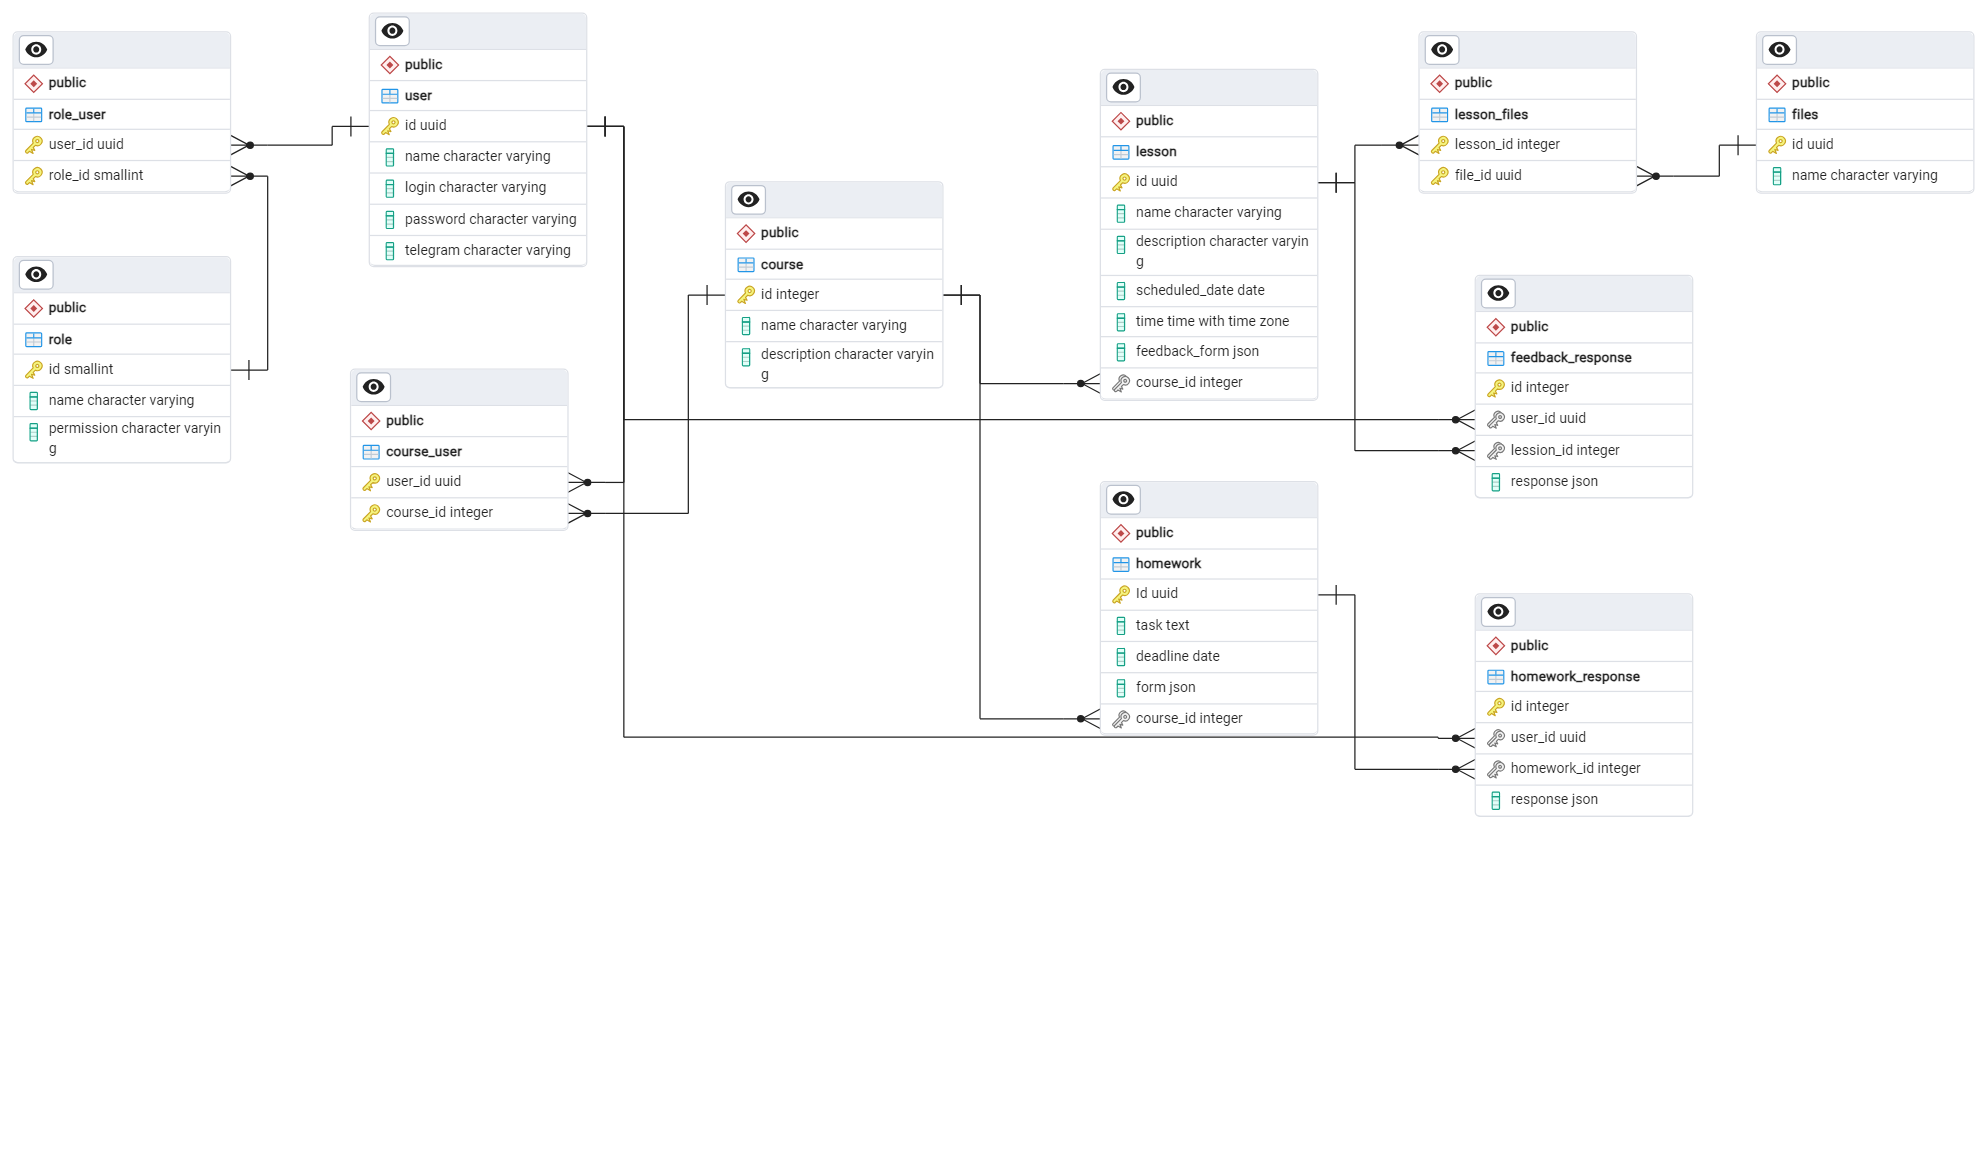 public
role_user
user_id uuid
role_id smallint
public
role
id smallint
name character varying
permission character varyin
g
public
user
id uuid
name character varying
login character varying
password character varying
telegram character varying
public
course_user
user_id uuid
course_id integer
public
course
id integer
name character varying
description character varyin
g
public
lesson
id uuid
name character varying
description character varyin
g
scheduled_date date
time time with time zone
feedback_form json
course_id integer
public
homework
Id uuid
task text
deadline date
form json
course_id integer
public
lesson_files
lesson_id integer
file_id uuid
public
files
id uuid
name character varying
public
feedback_response
id integer
user_id uuid
lession_id integer
response json
public
homework_response
id integer
user_id uuid
homework_id integer
response json